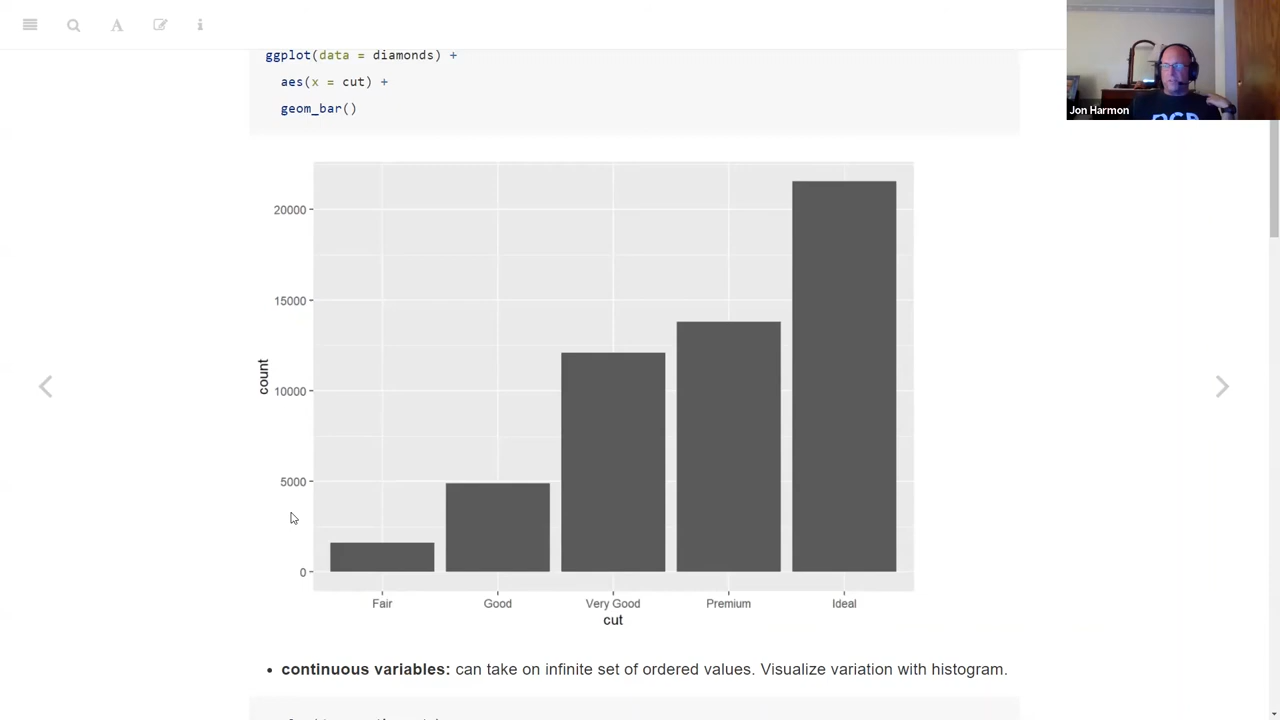 ggplot(data = diamonds) +
aes(x = cut) +
geom_bar()
Jon Harmon
20000
15000
10000
5000
0
count
Fair Good Very Good Premium Ideal
cut
• continuous variables: can take on infinite set of ordered values. Visualize variation with histogram.